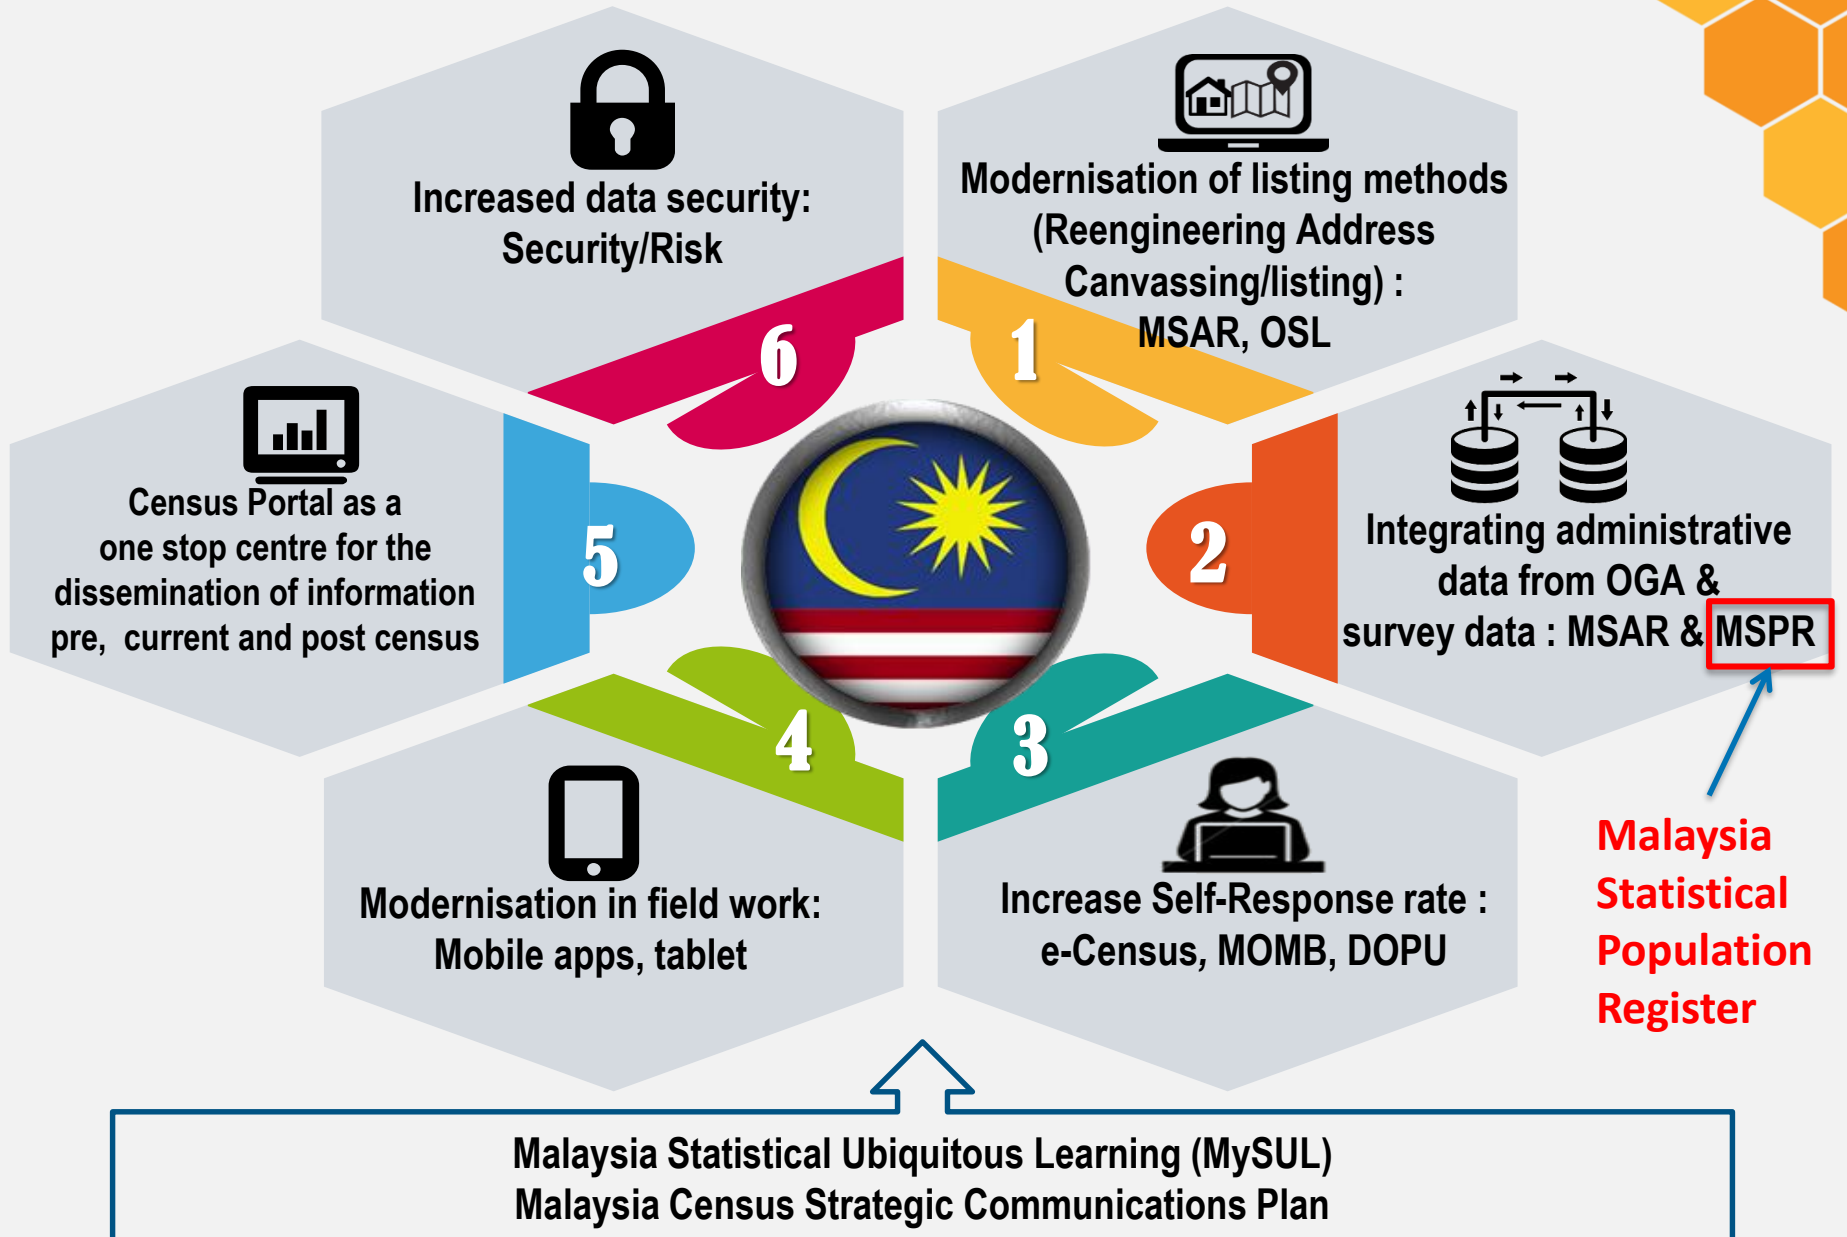 1
Modernisation of listing methods
(Reengineering Address
Canvassing/listing) :
MSAR, OSL
2
Integrating administrative
data from OGA &
survey data : MSAR & MSPR
Malaysia
Statistical
Population
Register
3
Increase Self-Response rate :
e-Census, MOMB, DOPU
4
Modernisation in field work:
Mobile apps, tablet
5
Census Portal as a
one stop centre for the
dissemination of information
pre, current and post census
6
Increased data security:
Security/Risk
Malaysia Statistical Ubiquitous Learning (MySUL)
Malaysia Census Strategic Communications Plan